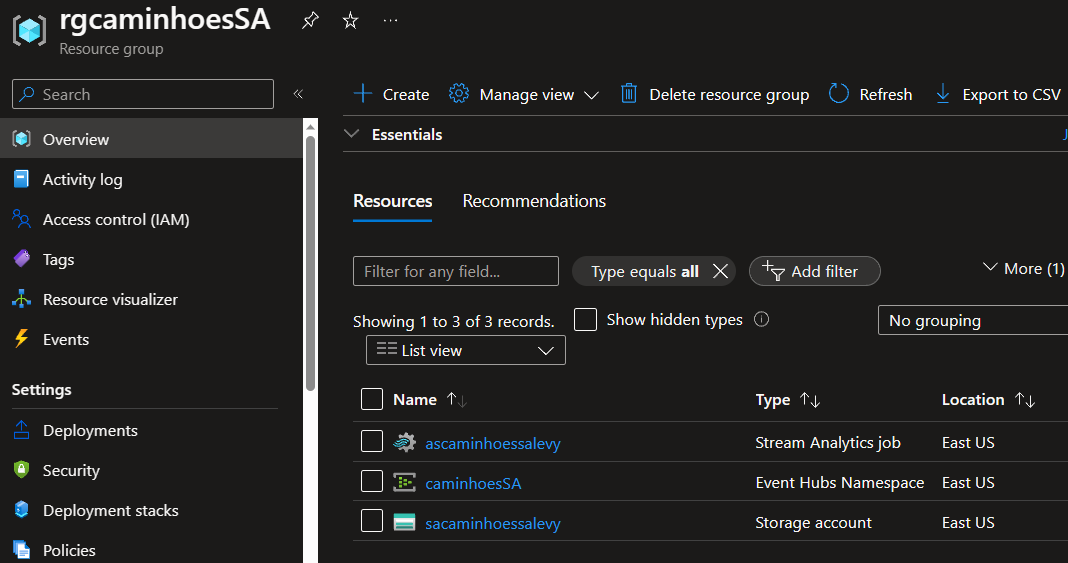 rgcaminhoesSA
Resource group
Search
Create
Manage view
Delete resource group
Refresh
Export to CSV
Essentials
Overview
Activity log
Access control (IAM)
Tags
Resource visualizer
Events
Settings
Deployments
Security
Deployment stacks
Policies
Resources Recommendations
Filter for any field...
Type equals all
Add filter
More (1)
Showing 1 to 3 of 3 records.
Show hidden types
No grouping
List view
Name Type Location
ascaminhoessalevy Stream Analytics job East US
caminhoesSA Event Hubs Namespace East US
sacaminhoessalevy Storage account East US